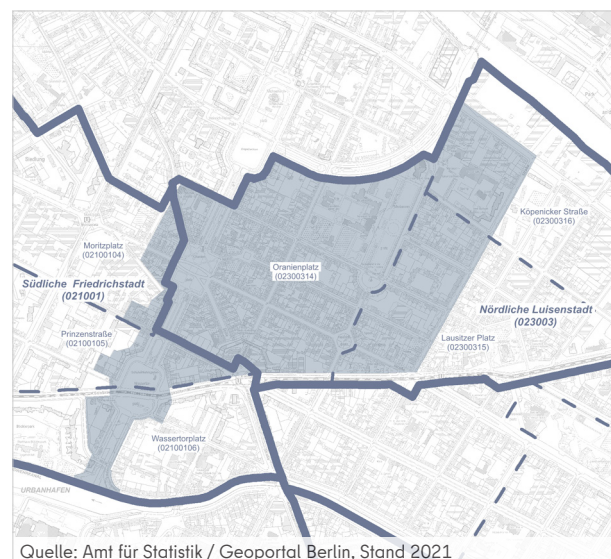 Köpenicker Straße
(02300316)
Moritzplatz
(02100104)
Oranienplatz
(02300314)
Südliche Friedrichstadt
(021001)
Nördliche Luisenstadt
(023003)
Prinzenstraße
(02100105)
Lausitzer Platz
(02300315)
Wassertorplatz
(02100106)
URBANHAFEN
Quelle: Amt für Statistik / Geoportal Berlin, Stand 2021